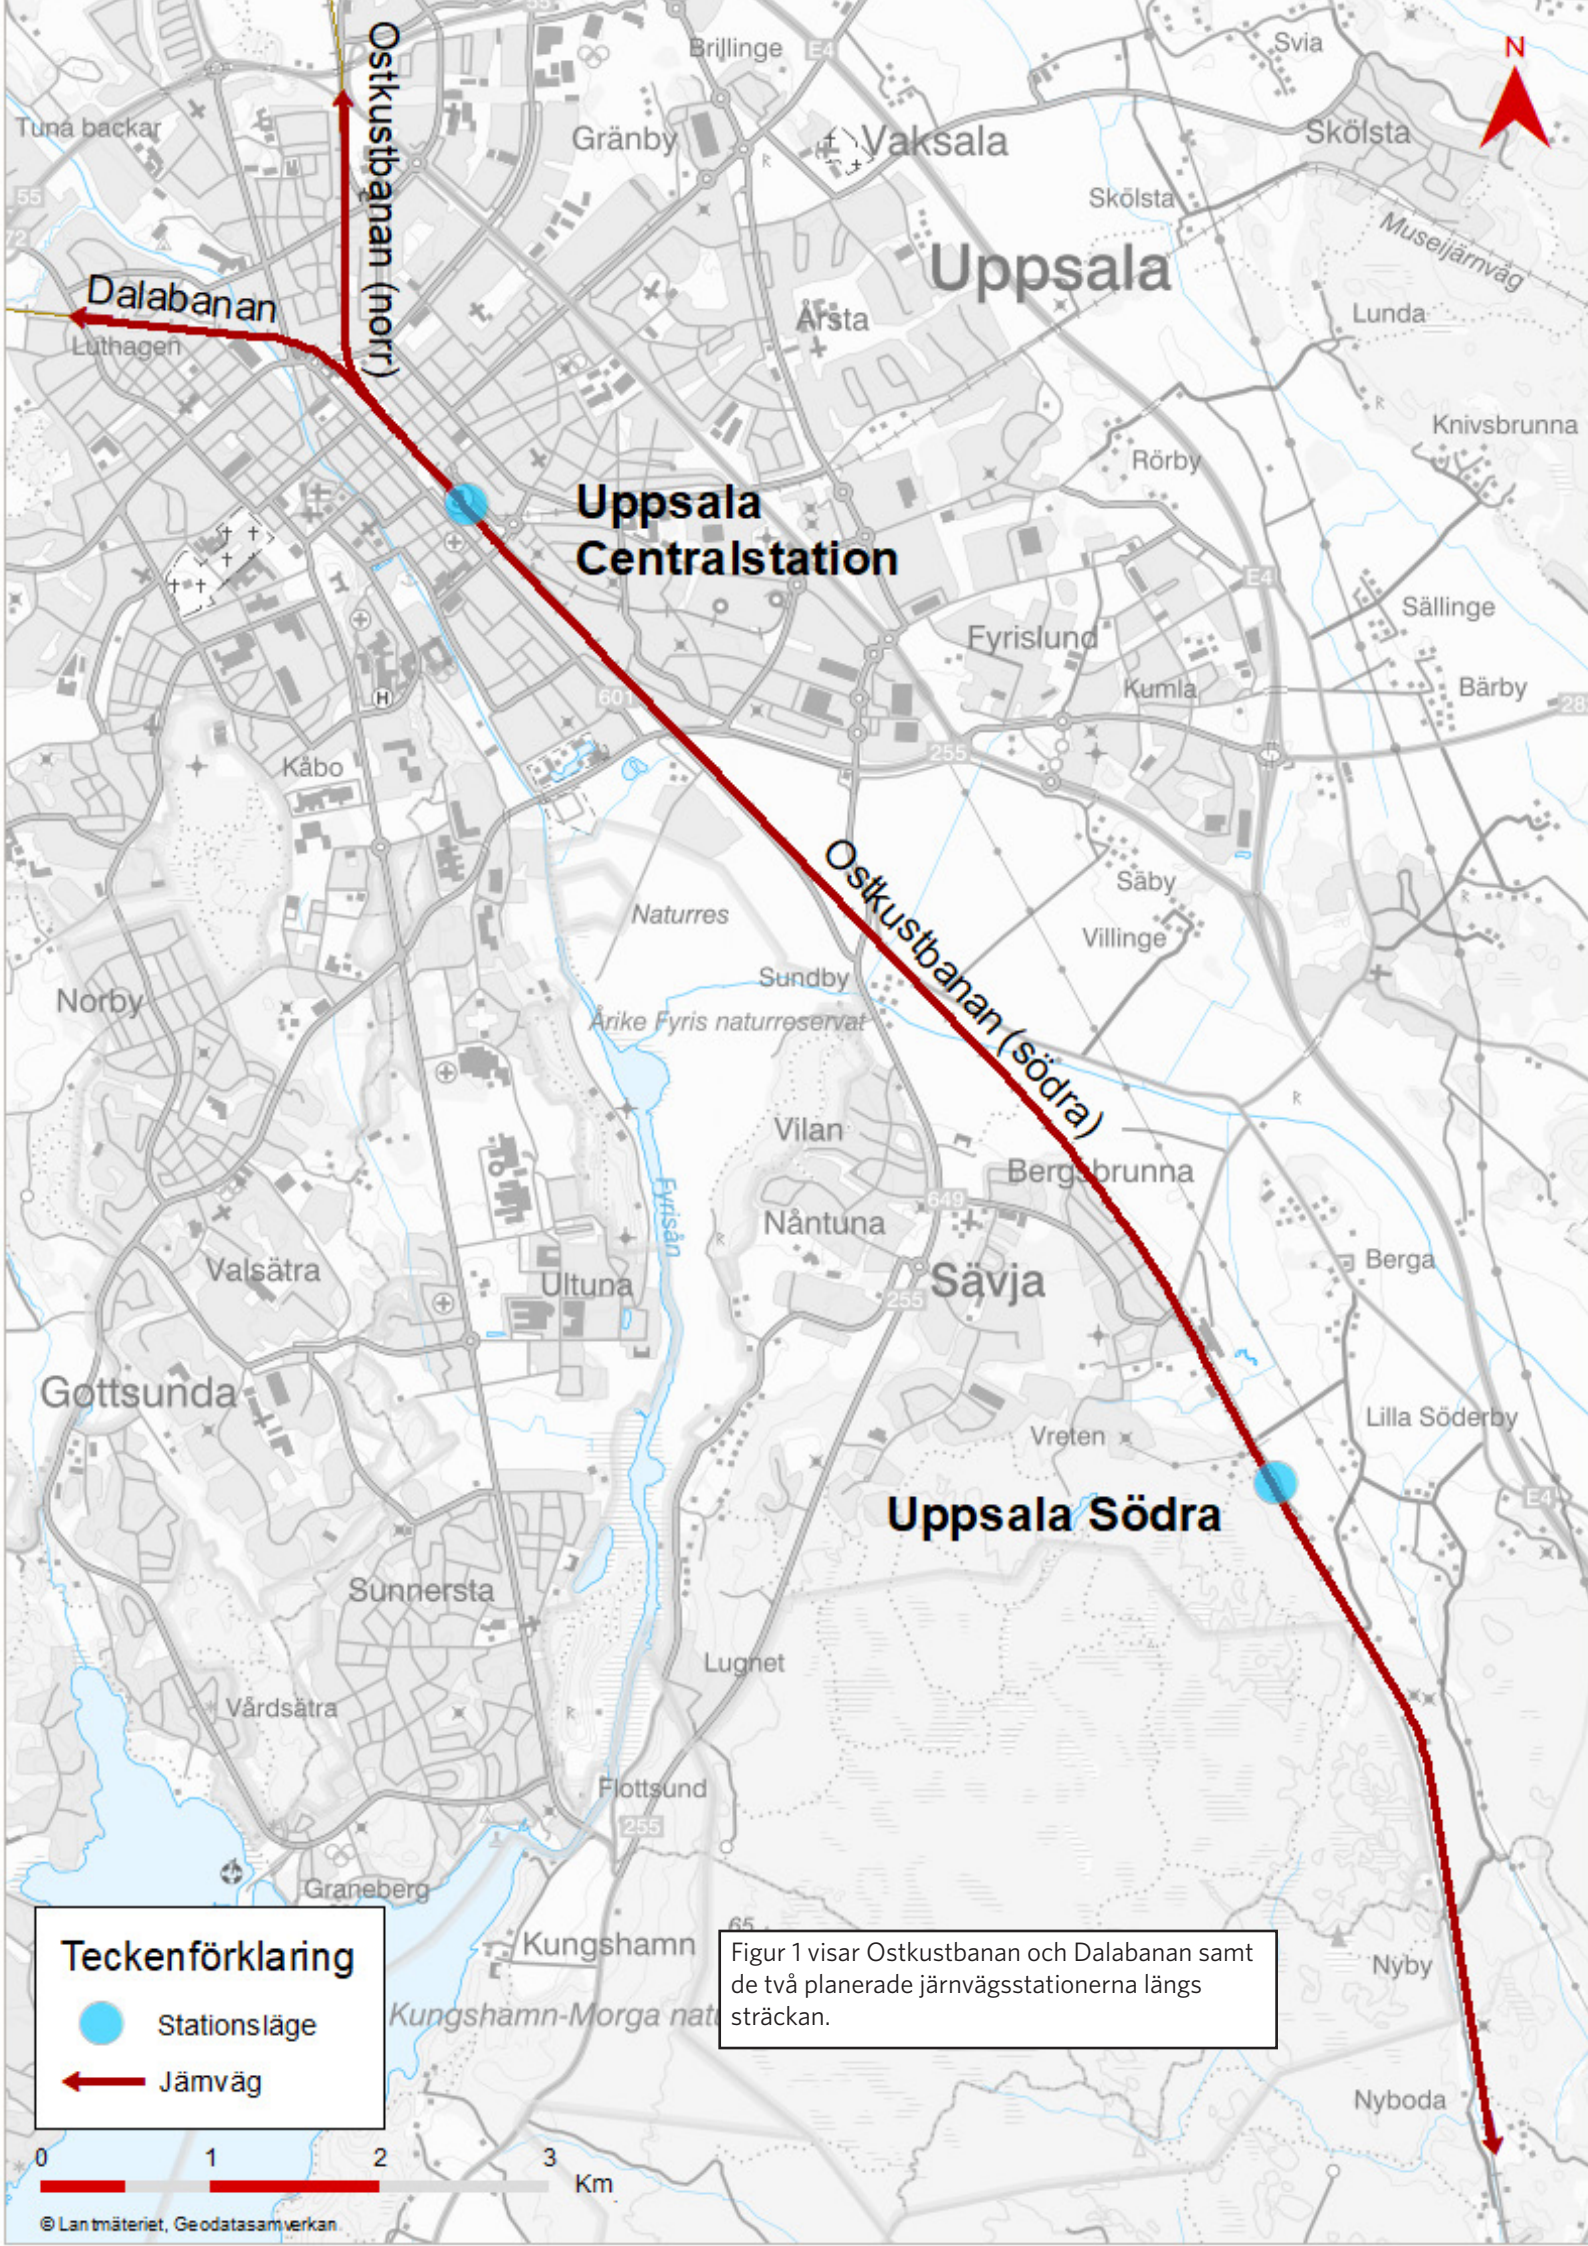 55
Brillinge
E4
Svia
N
Ostkustbanan (norr)
Tuna backar
Gränby
Vaksala
Skölsta
55
Skölsta
72
Museijärnväg
Uppsala
Dalabanan
Årsta
Lunda
Luthagen
Knivsbrunna
Rörby
Uppsala
Centralstation
E4
Sällinge
Fyrislund
Kumla
Bärby
601
H
28
255
Kåbo
Ostkustbanan (södra)
Säby
Naturres
Villinge
Sundby
Norby
Årike Fyris naturreservat
Vilan
Bergsbrunna
Fyrisån
649
Nåntuna
Berga
Valsätra
Ultuna
Sävja
255
Gottsunda
Lilla Söderby
Vreten
E4
Uppsala Södra
Sunnersta
Lugnet
Vårdsätra
Flottsund
255
Graneberg
65
Kungshamn
Nyby
Kungshamn-Morga nat
Figur 1 visar Ostkustbanan och Dalabanan samt
de två planerade järnvägsstationerna längs
sträckan.
Nyboda
Teckenförklaring
Stationsläge
Järnväg
0 1 2 3
Km
© Lantmäteriet, Geodatasamverkan